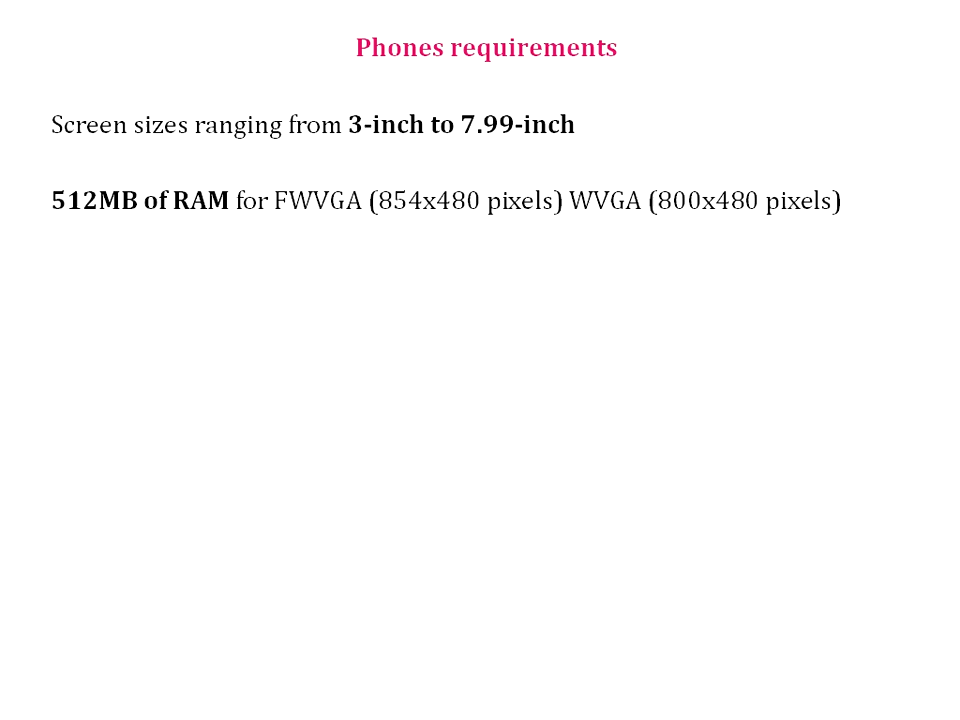 Phones requirements
Screen sizes ranging from 3-inch to 7.99-inch
512MB of RAM for FWVGA (854x480 pixels) WVGA (800x480 pixels)